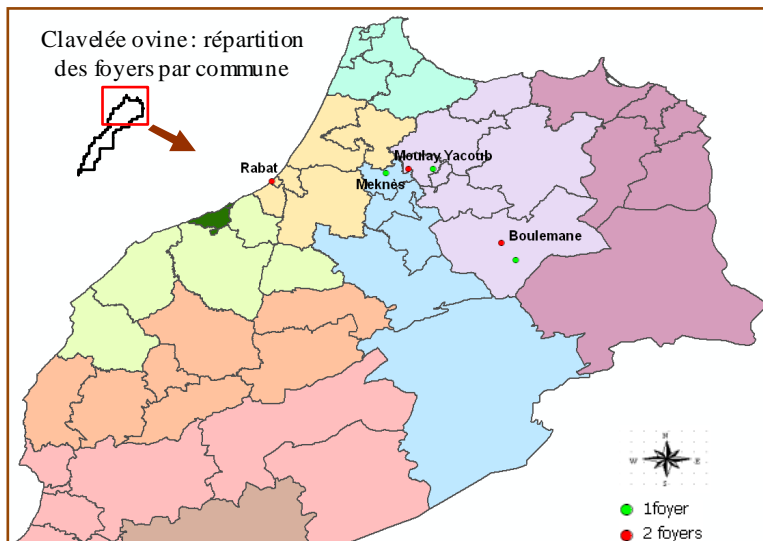 Clavelée ovine : répartition
des foyers par commune
Rabat
Moulay Yacoub
Meknès
Boulemane
N
W E
S
1foyer
2 foyers